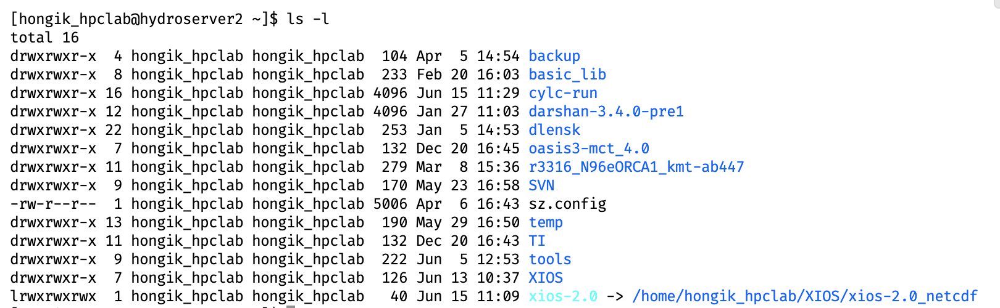 [hongik_hpclab@hydroserver2 ~]$ ls -l
total 16
drwxrwxr-x  4 hongik_hpclab hongik_hpclab  104 Apr  5 14:54 backup
drwxrwxr-x  8 hongik_hpclab hongik_hpclab  233 Feb 20 16:03 basic_lib
drwxrwxr-x 16 hongik_hpclab hongik_hpclab 4096 Jun 15 11:29 cylc-run
drwxrwxr-x 12 hongik_hpclab hongik_hpclab 4096 Jan 27 11:03 darshan-3.4.0-pre1
drwxrwxr-x 22 hongik_hpclab hongik_hpclab  253 Jan  5 14:53 dlensk
drwxrwxr-x  7 hongik_hpclab hongik_hpclab  132 Dec 20 16:45 oasis3-mct_4.0
drwxrwxr-x 11 hongik_hpclab hongik_hpclab  279 Mar  8 15:36 r3316_N96eORCA1_kmt-ab447
drwxrwxr-x  9 hongik_hpclab hongik_hpclab  170 May 23 16:58 SVN
-rw-r--r--  1 hongik_hpclab hongik_hpclab 5006 Apr  6 16:43 sz.config
drwxrwxr-x 13 hongik_hpclab hongik_hpclab  190 May 29 16:50 temp
drwxrwxr-x 11 hongik_hpclab hongik_hpclab  132 Dec 20 16:43 TI
drwxrwxr-x  9 hongik_hpclab hongik_hpclab  222 Jun  5 12:53 tools
drwxrwxr-x  7 hongik_hpclab hongik_hpclab  126 Jun 13 10:37 XIOS
lrwxrwxrwx  1 hongik_hpclab hongik_hpclab   40 Jun 15 11:09 xios-2.0 -> /home/hongik_hpclab/XIOS/xios-2.0_netcdf